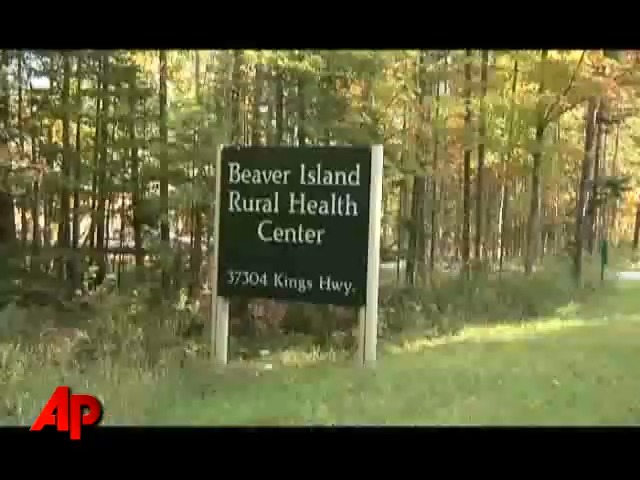 Beaver Island
Rural Health
Center
37304 Kings Hwy.
AP